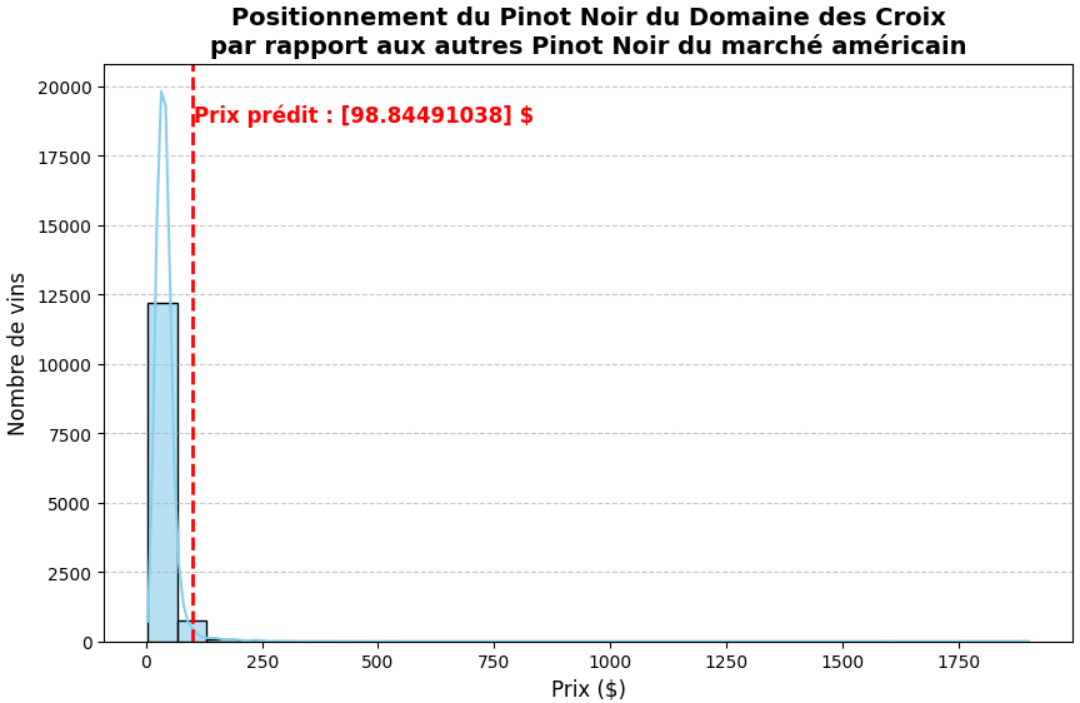 Positionnement du Pinot Noir du Domaine des Croix
par rapport aux autres Pinot Noir du marché américain
Prix prédit : [98.84491038] $
Nombre de vins
20000
17500
15000
12500
10000
7500
5000
2500
0
0 250 500 750 1000 1250 1500 1750
Prix ($)